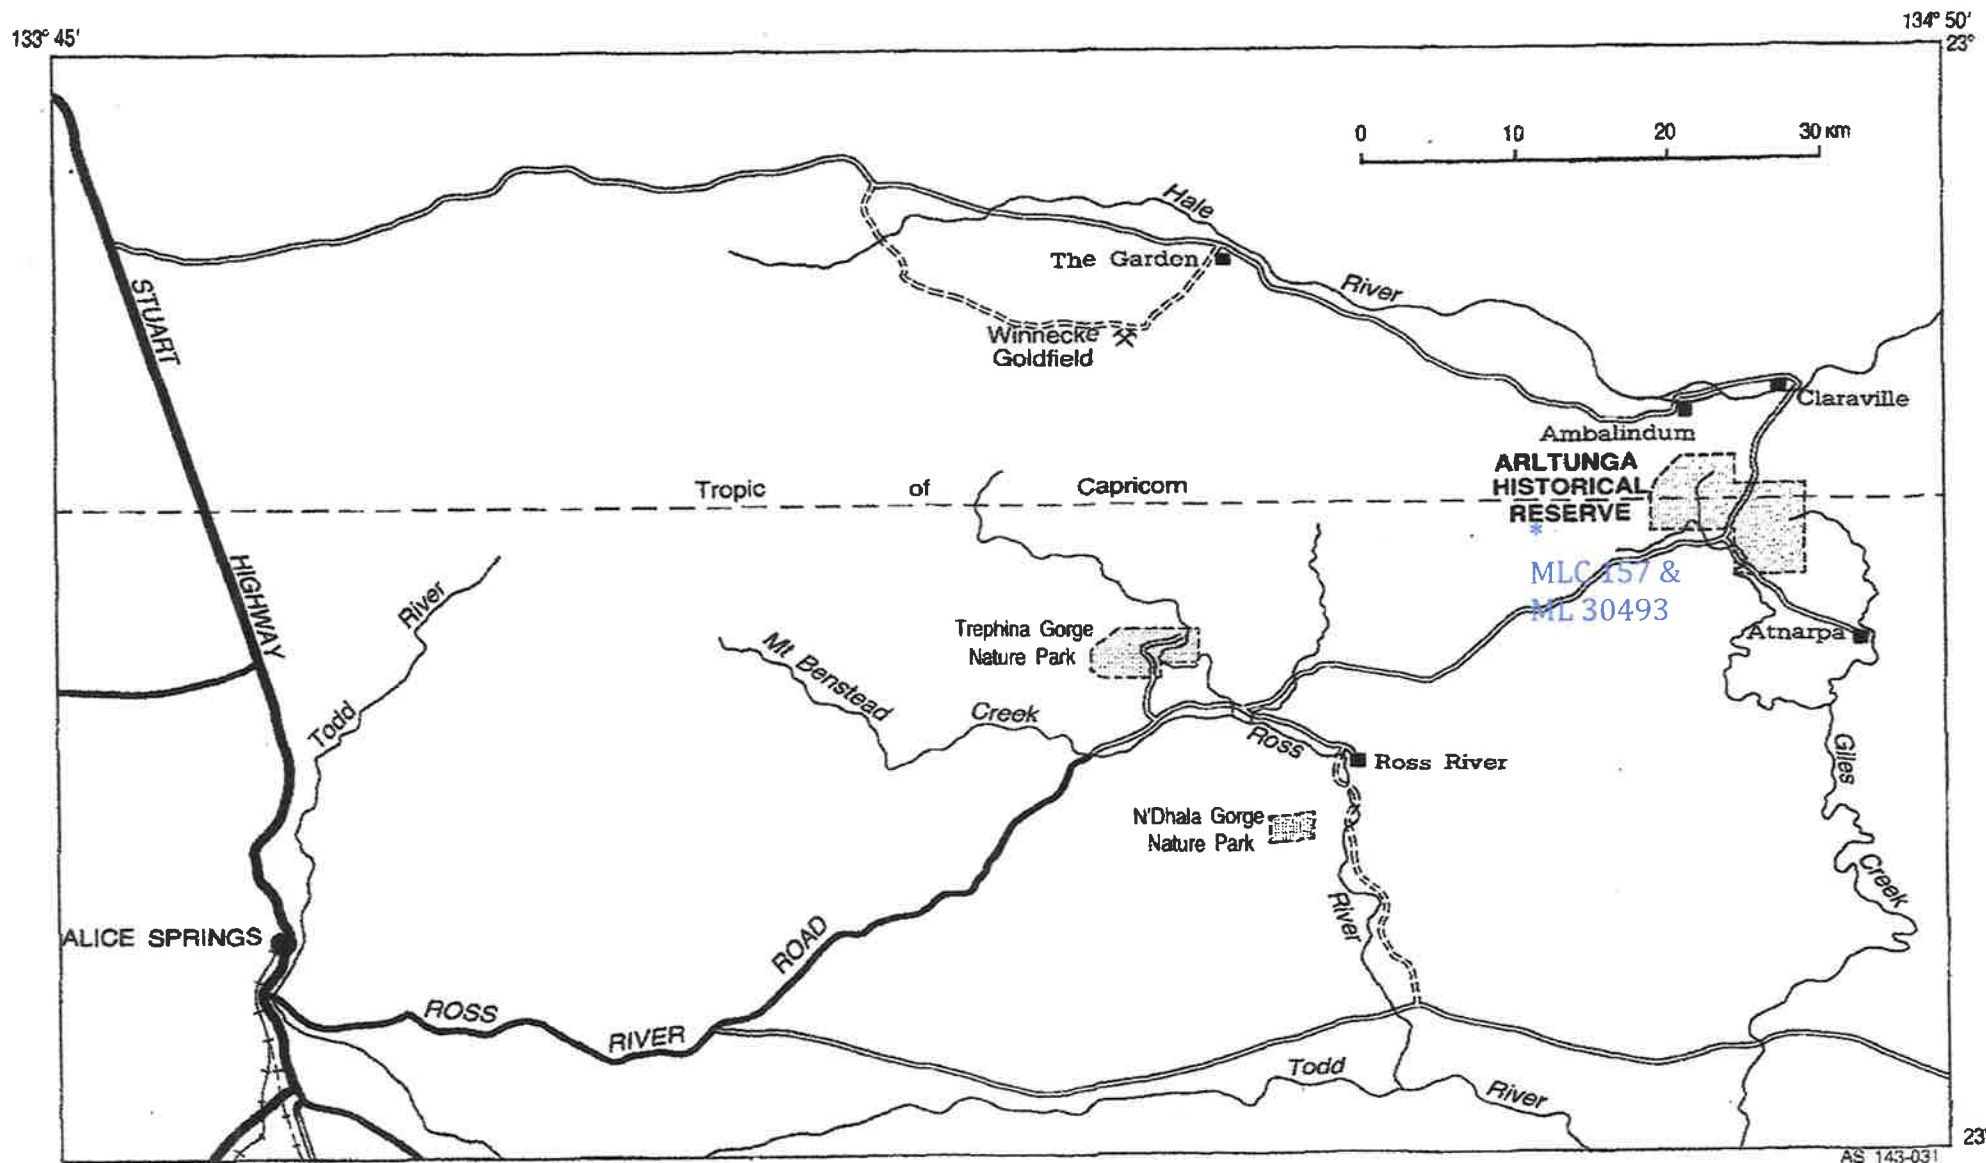 133° 45'
134° 50'
23°
0 10 20 30 KM
Hale
The Garden
River
STUART
Winnecke
Goldfield
Claraville
Ambalindum
ARLTUNGA
HISTORICAL
RESERVE
Tropic of Capricorn
*
MLC 157 &
ML 30493
HIGHWAY
River
Todd
Trephina Gorge
Nature Park
Mt Benstead
Creek
Atnarpa
Ross
Ross River
Giles
N'Dhala Gorge
Nature Park
Creek
River
ALICE SPRINGS
ROAD
ROSS
RIVER
Todd
River
23°
AS 143-031